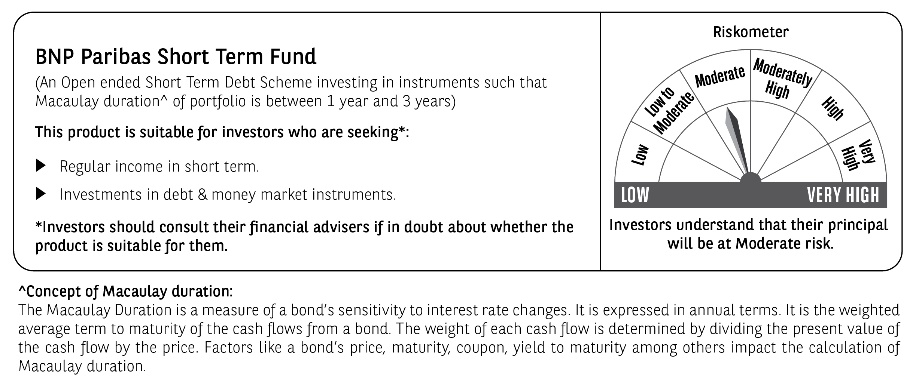 BNP Paribas Short Term Fund
(An Open ended Short Term Debt Scheme investing in instruments such that
Macaulay duration^ of portfolio is between 1 year and 3 years)
This product is suitable for investors who are seeking*:
▶ Regular income in short term.
▶ Investments in debt & money market instruments.
*Investors should consult their financial advisers if in doubt about whether the
product is suitable for them.
Riskometer
Low
Low to
Moderate
Moderate
Moderately
High
High
Very
High
LOW
VERY HIGH
Investors understand that their principal
will be at Moderate risk.
^Concept of Macaulay duration:
The Macaulay Duration is a measure of a bond's sensitivity to interest rate changes. It is expressed in annual terms. It is the weighted
average term to maturity of the cash flows from a bond. The weight of each cash flow is determined by dividing the present value of
the cash flow by the price. Factors like a bond's price, maturity, coupon, yield to maturity among others impact the calculation of
Macaulay duration.